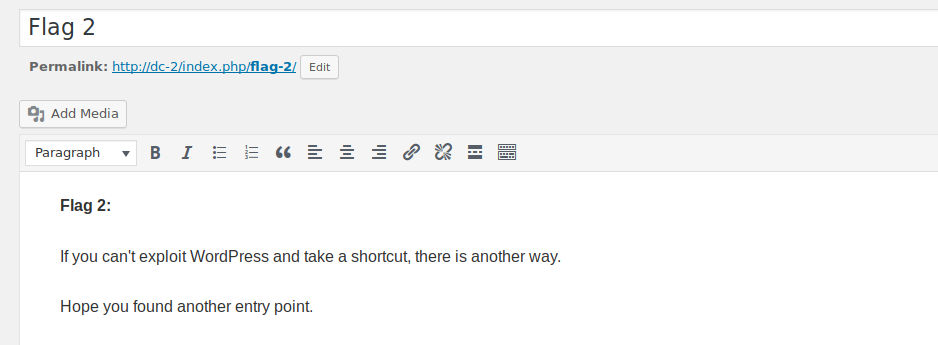 Flag 2
Permalink: http://dc-2/index.php/flag-2/ Edit
Add Media
Paragraph B I
Flag 2:
If you can't exploit WordPress and take a shortcut, there is another way.
Hope you found another entry point.